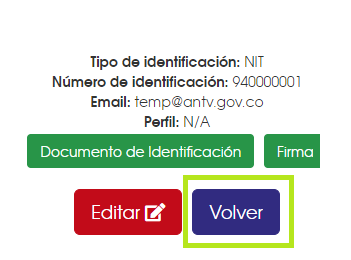 Tipo de identificación: NIT
Número de identificación: 940000001
Email: temp@antv.gov.co
Perfil: N/A
Documento de Identificación Firma
Editar Volver